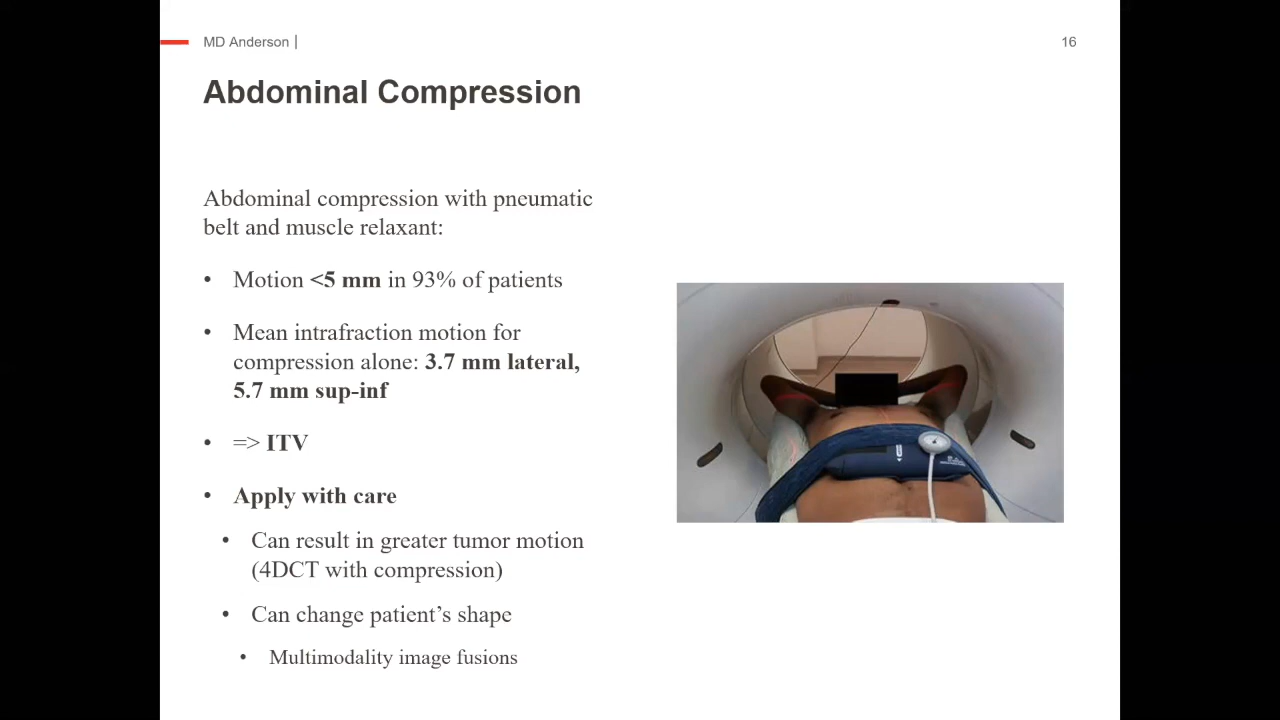 MD Anderson |
16
Abdominal Compression
Abdominal compression with pneumatic
belt and muscle relaxant:
• Motion <5 mm in 93% of patients
• Mean intrafraction motion for
compression alone: 3.7 mm lateral,
5.7 mm sup-inf
• => ITV
• Apply with care
• Can result in greater tumor motion
(4DCT with compression)
• Can change patient’s shape
• Multimodality image fusions